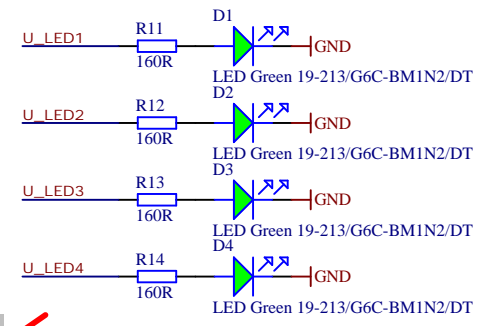 D1
R11
U_LED1
GND
160R
LED Green 19-213/G6C-BM1N2/DT
D2
R12
U_LED2
GND
160R
LED Green 19-213/G6C-BM1N2/DT
D3
R13
U_LED3
GND
160R
LED Green 19-213/G6C-BM1N2/DT
D4
R14
U_LED4
GND
160R
LED Green 19-213/G6C-BM1N2/DT